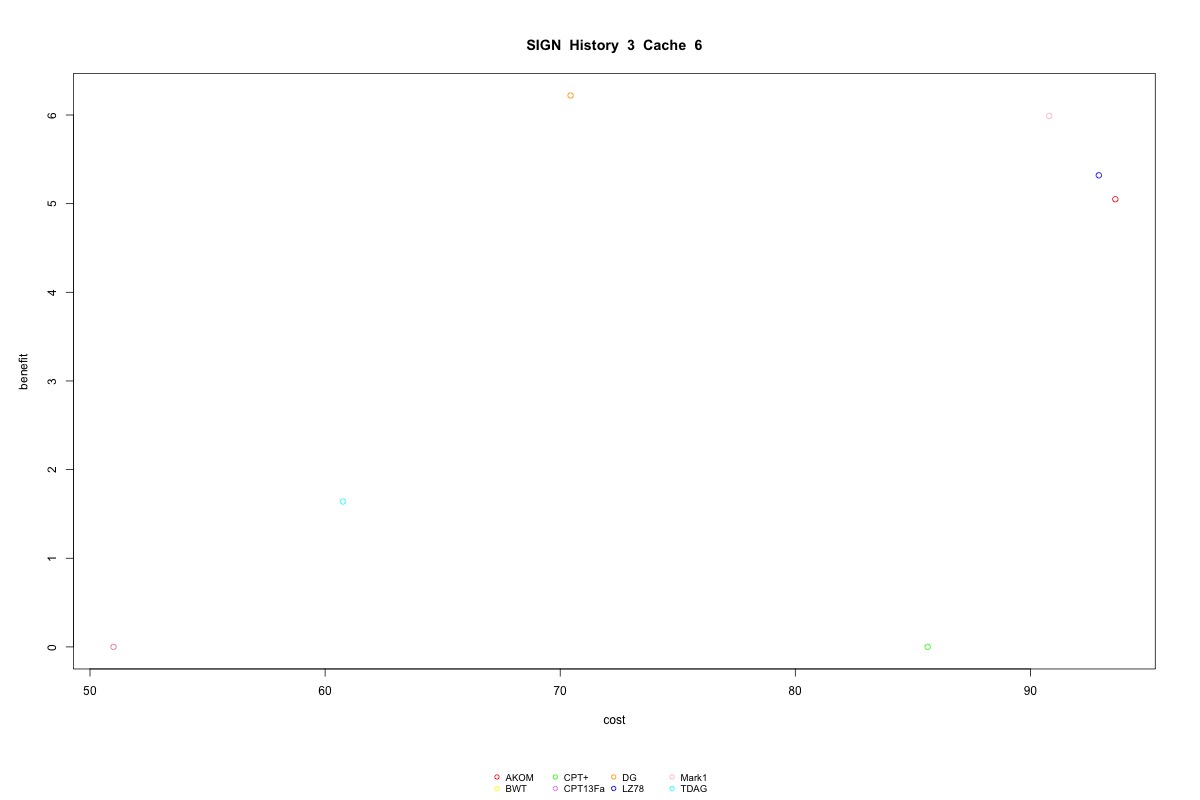 SIGN History 3 Cache 6
benefit
6
5
4
3
2
1
0
50 60 70 80 90
cost
AKOM CPT+ DG Mark1
BWT CPT13Fa LZ78 TDAG